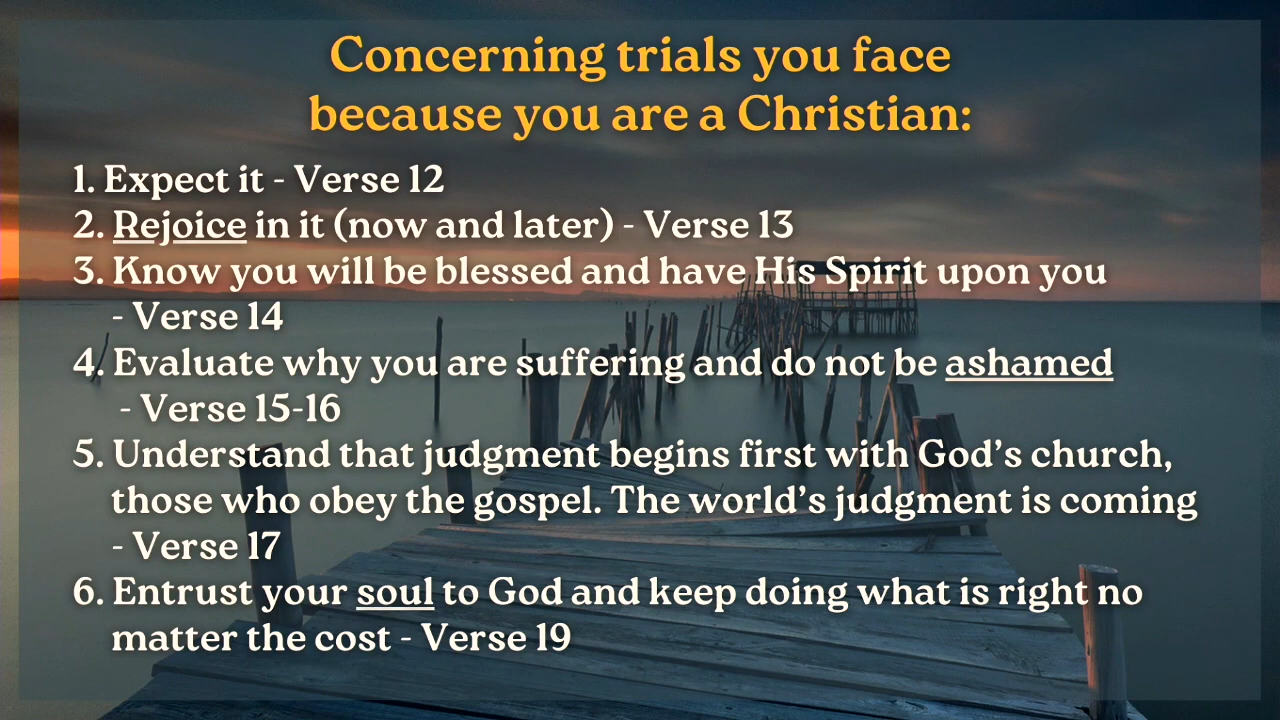 Concerning trials you face
because you are a Christian:
1. Expect it - Verse 12
2. Rejoice in it (now and later) - Verse 13
3. Know you will be blessed and have His Spirit upon you
- Verse 14
4. Evaluate why you are suffering and do not be ashamed
- Verse 15-16
5. Understand that judgment begins first with God’s church,
those who obey the gospel. The world’s judgment is coming
- Verse 17
6. Entrust your soul to God and keep doing what is right no
matter the cost - Verse 19